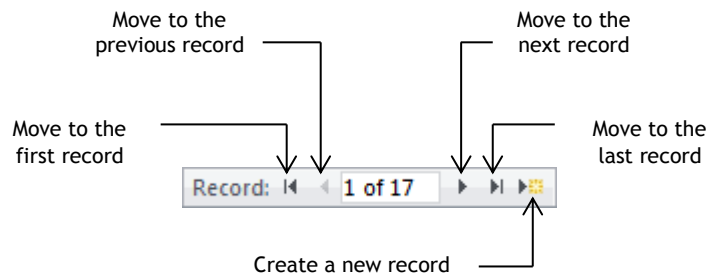 Move to the
previous record
Move to the
next record
Move to the
first record
Move to the
last record
Record: 1 of 17
Create a new record